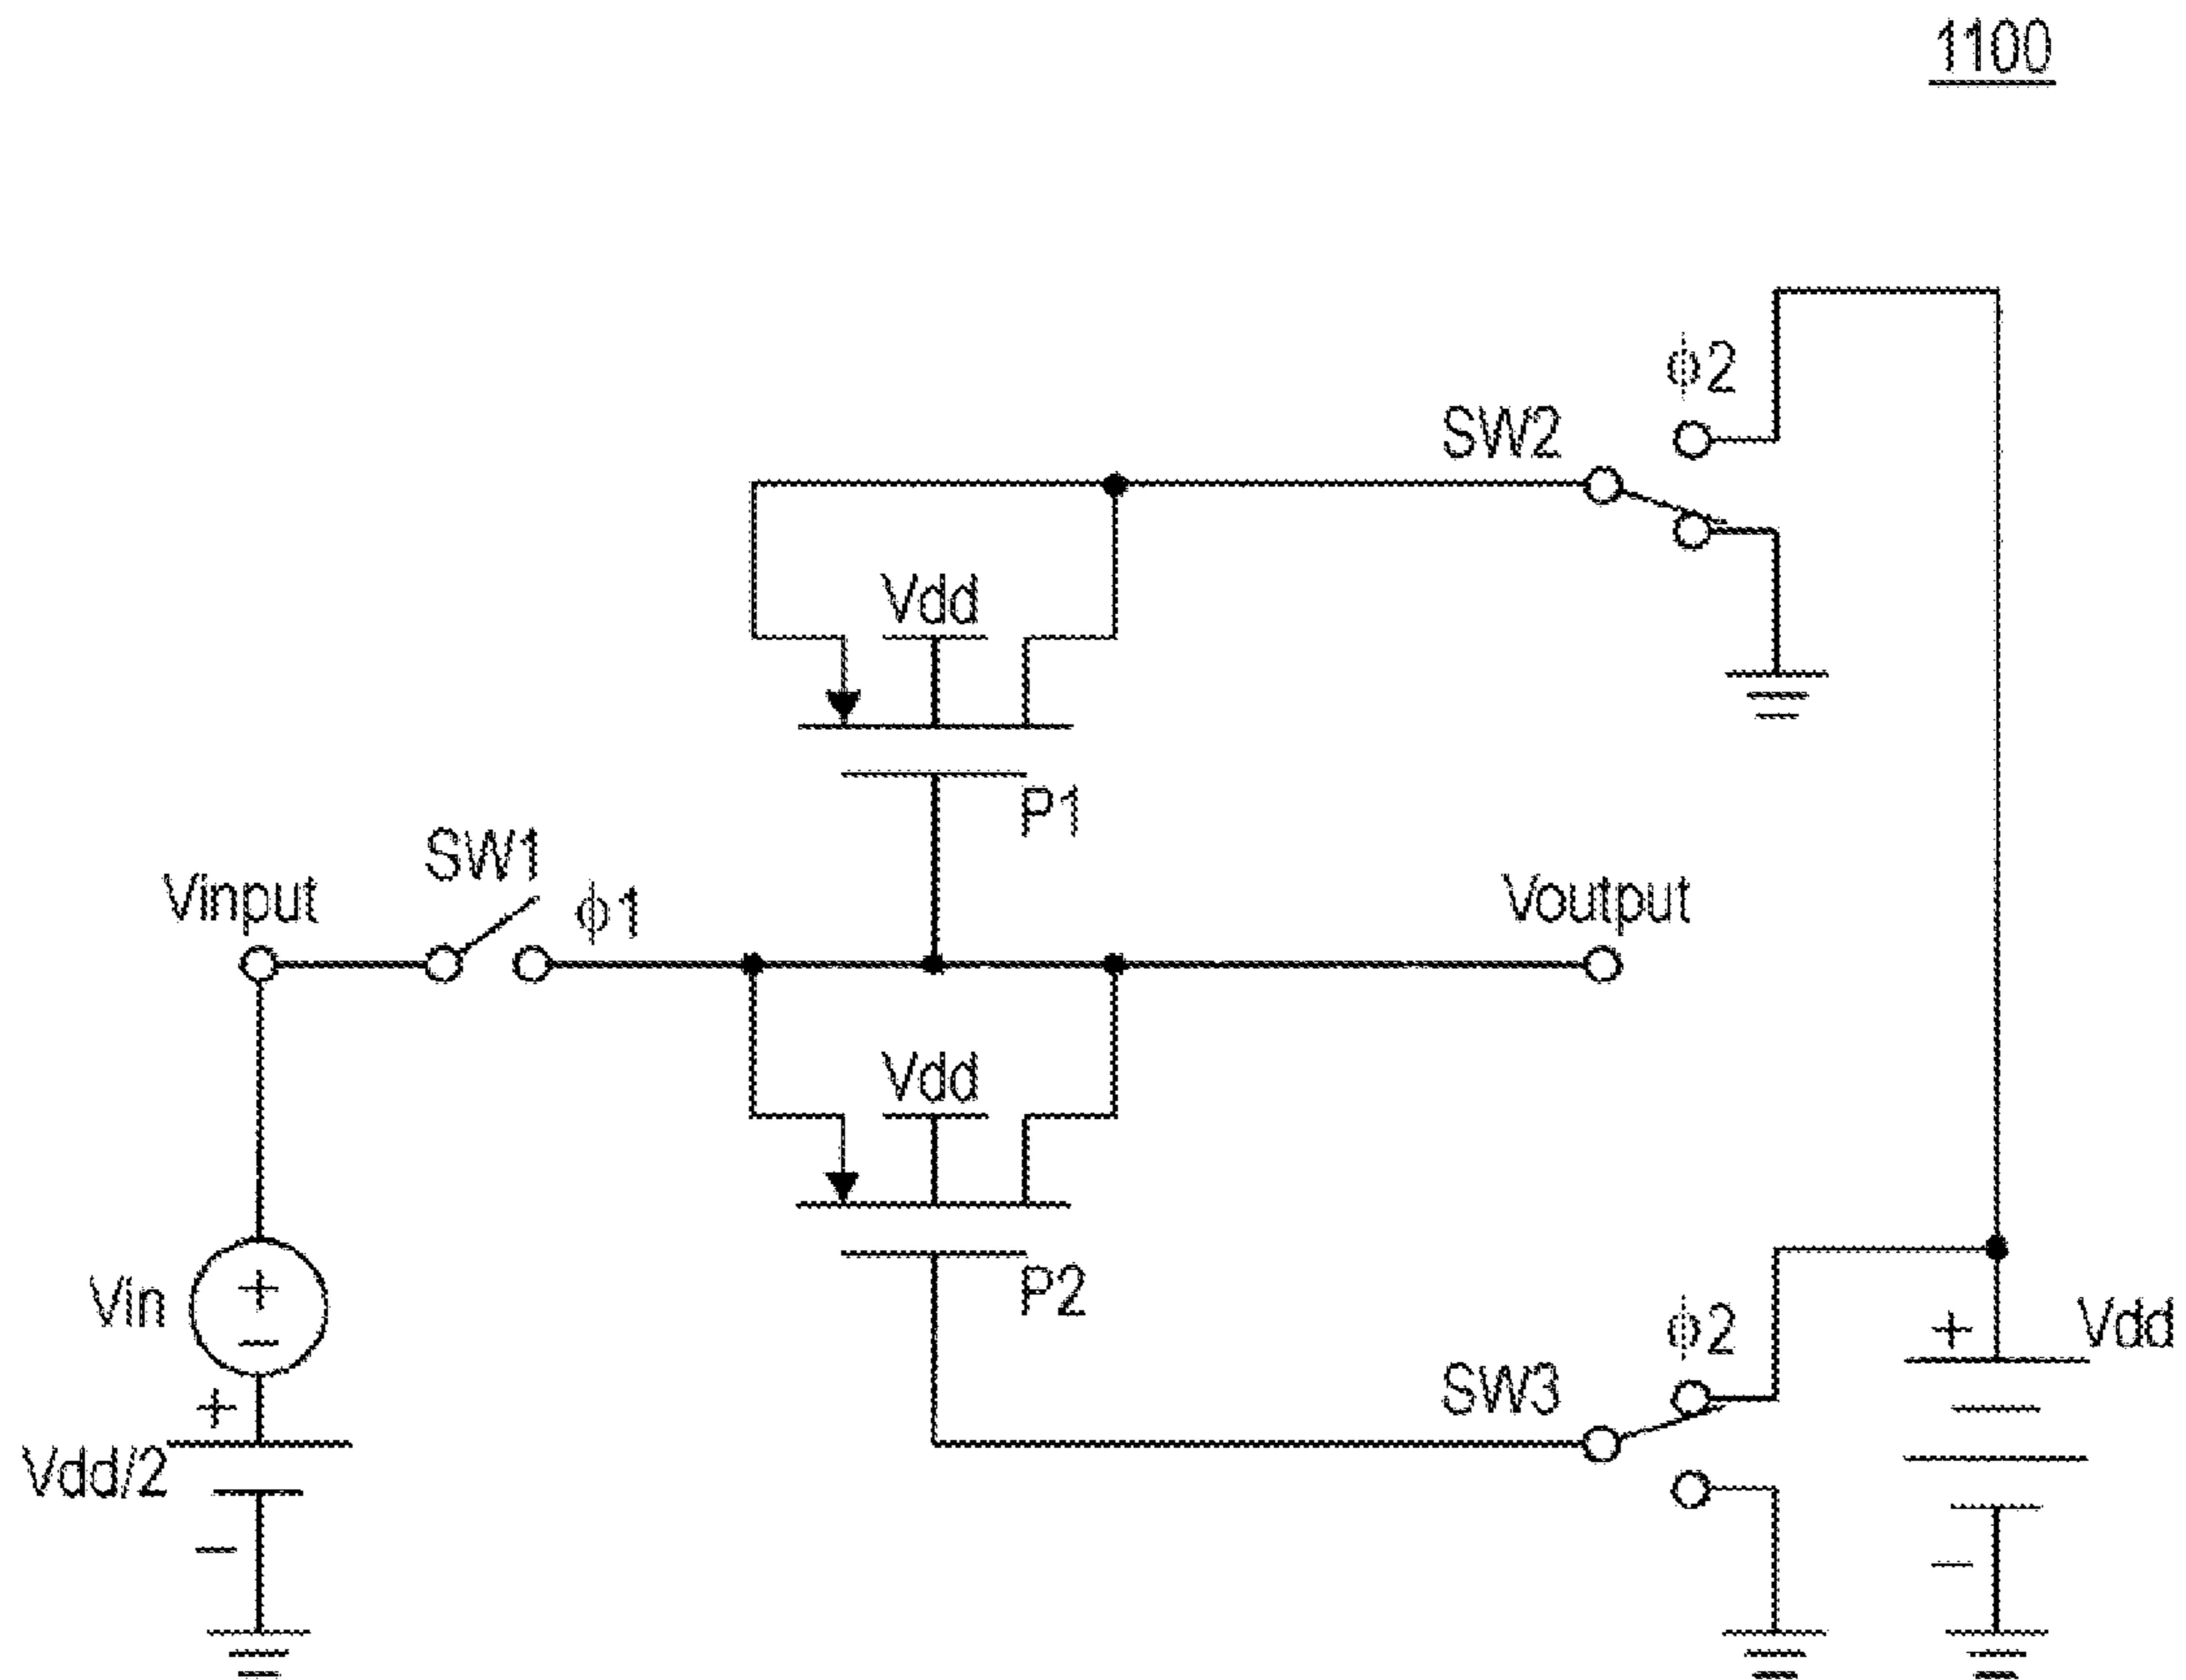 1100
ϕ2
SW2
Vdd
P1
SW1
Vinput
ϕ1
Voutput
Vdd
P2
Vin
+
−
ϕ2
+
Vdd
SW3
+
Vdd/2
−
−